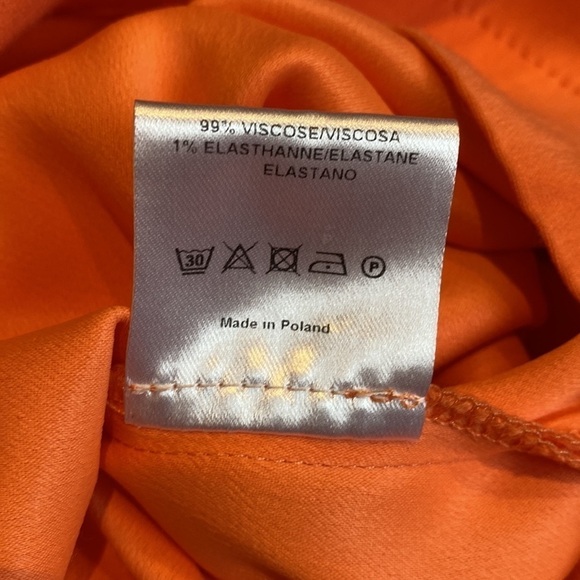 99% VISCOSE/VISCOSA
1% ELASTHANNE/ELASTANE
ELASTANO
30 P
Made in Poland